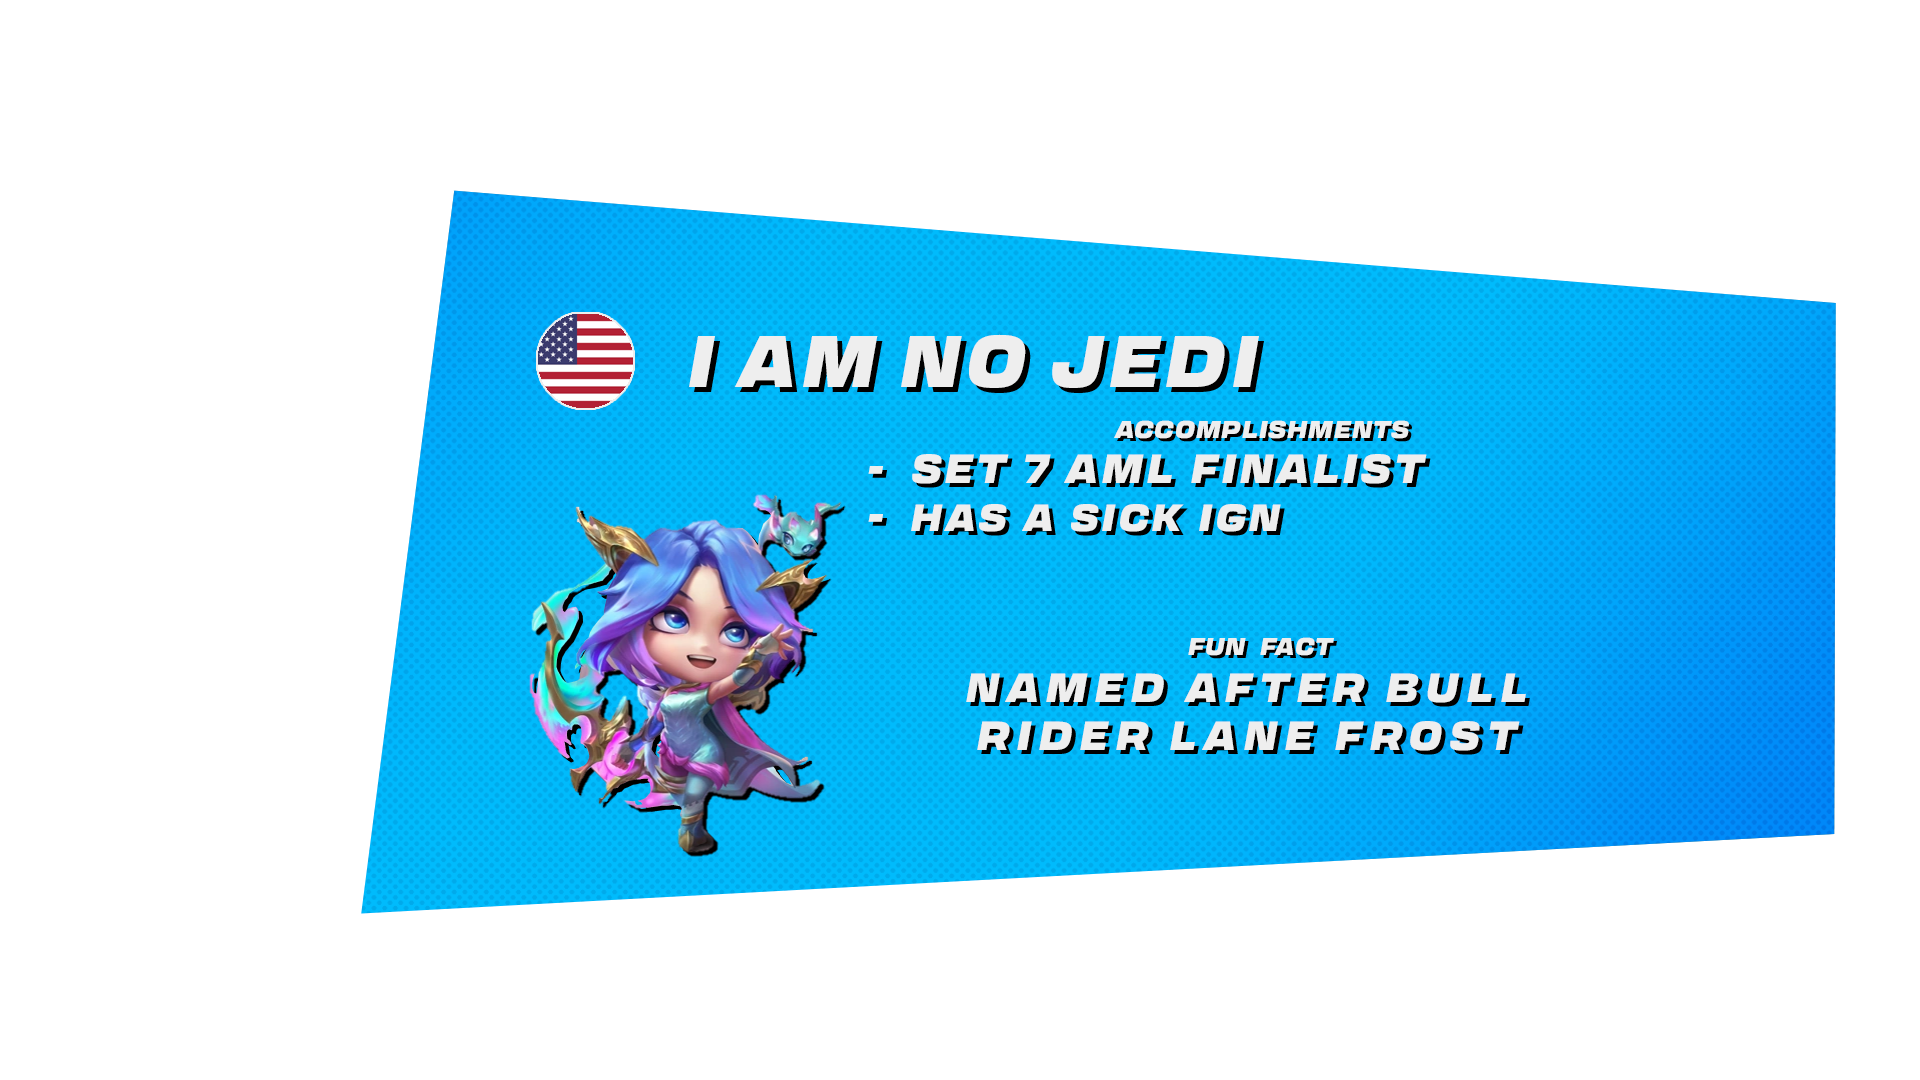 I AM NO JEDI
ACCOMPLISHMENTS
- SET 7 AML FINALIST
- HAS A SICK IGN
FUN FACT
NAMED AFTER BULL
RIDER LANE FROST